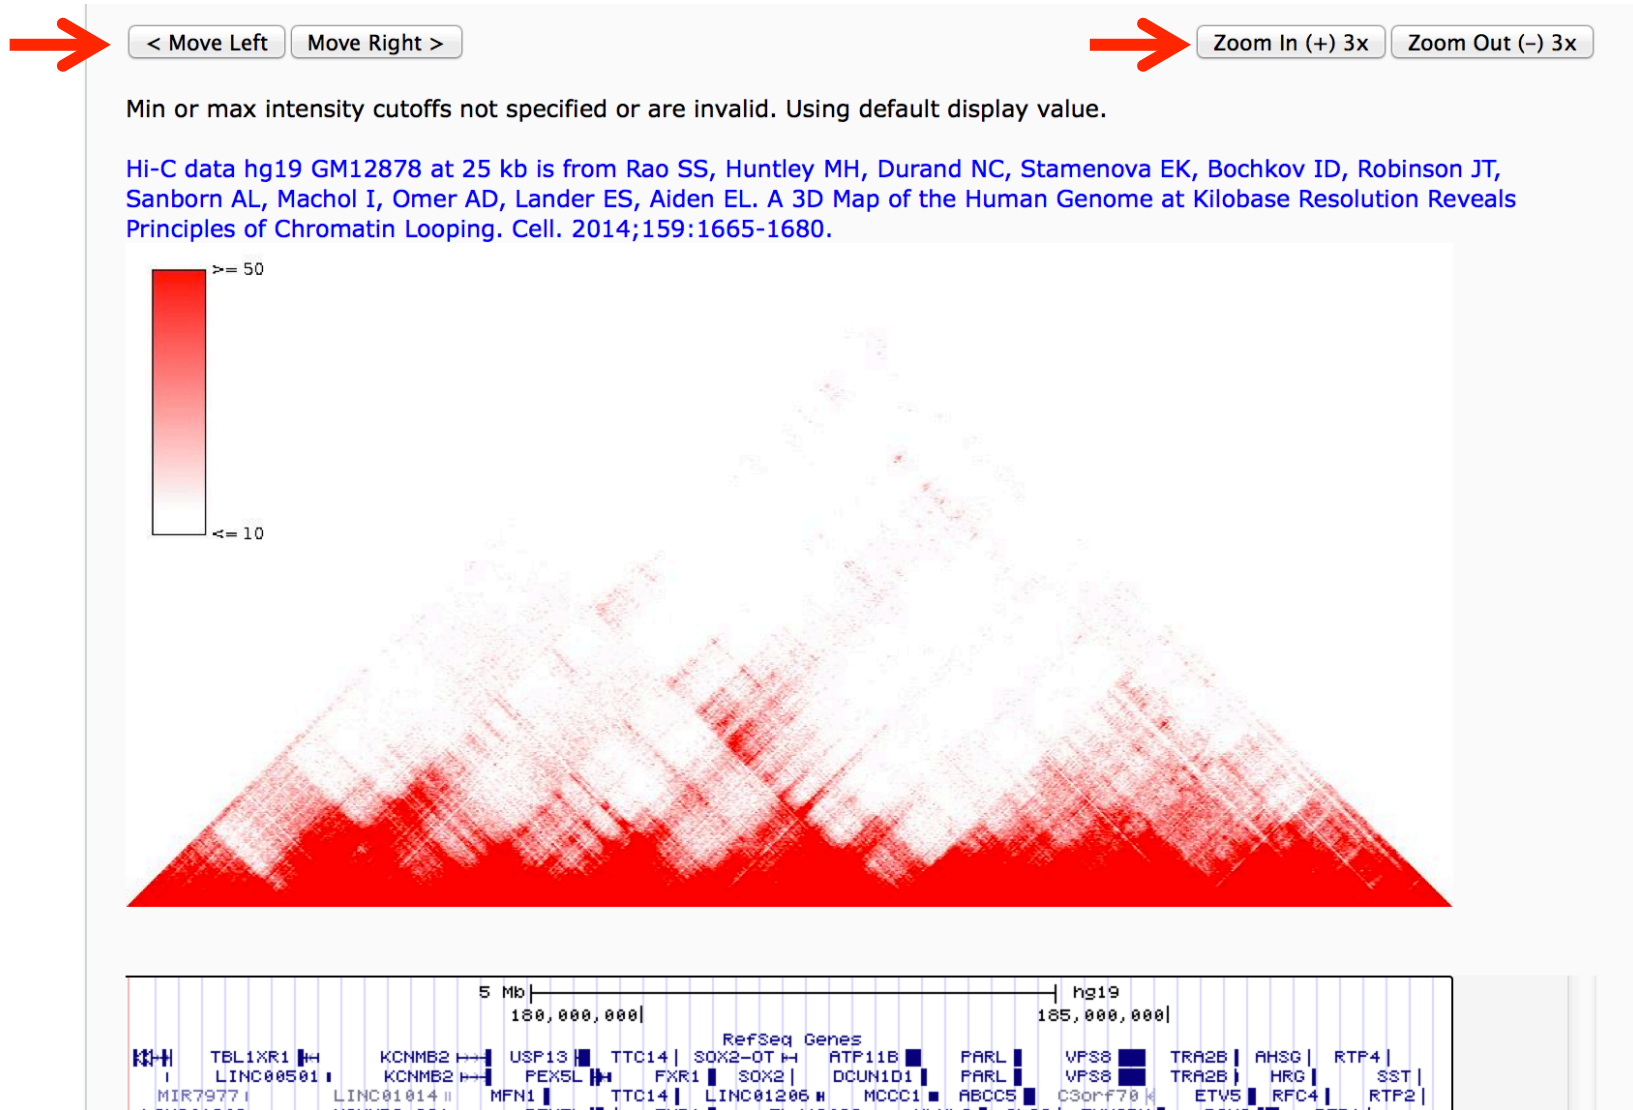 < Move Left Move Right > Zoom In (+) 3x Zoom Out (–) 3x
Min or max intensity cutoffs not specified or are invalid. Using default display value.
Hi-C data hg19 GM12878 at 25 kb is from Rao SS, Huntley MH, Durand NC, Stamenova EK, Bochkov ID, Robinson JT,
Sanborn AL, Machol I, Omer AD, Lander ES, Aiden EL. A 3D Map of the Human Genome at Kilobase Resolution Reveals
Principles of Chromatin Looping. Cell. 2014;159:1665-1680.
>= 50
<= 10
5 Mb hg19
180,000,000| 185,000,000|
RefSeq Genes
TBL1XR1 KCNMB2 USP13 TTC14 SOX2-OT ATP11B PARL VPS8 TRA2B AHSG RTP4
LINC00501 KCNMB2 PEX5L FXR1 SOX2 DCUN1D1 PARL VPS8 TRA2B HRG SST
MIR7977 LINC01014 MFN1 TTC14 LINC01206 MCCC1 ABCC5 C3orf70 ETV5 RFC4 RTP2